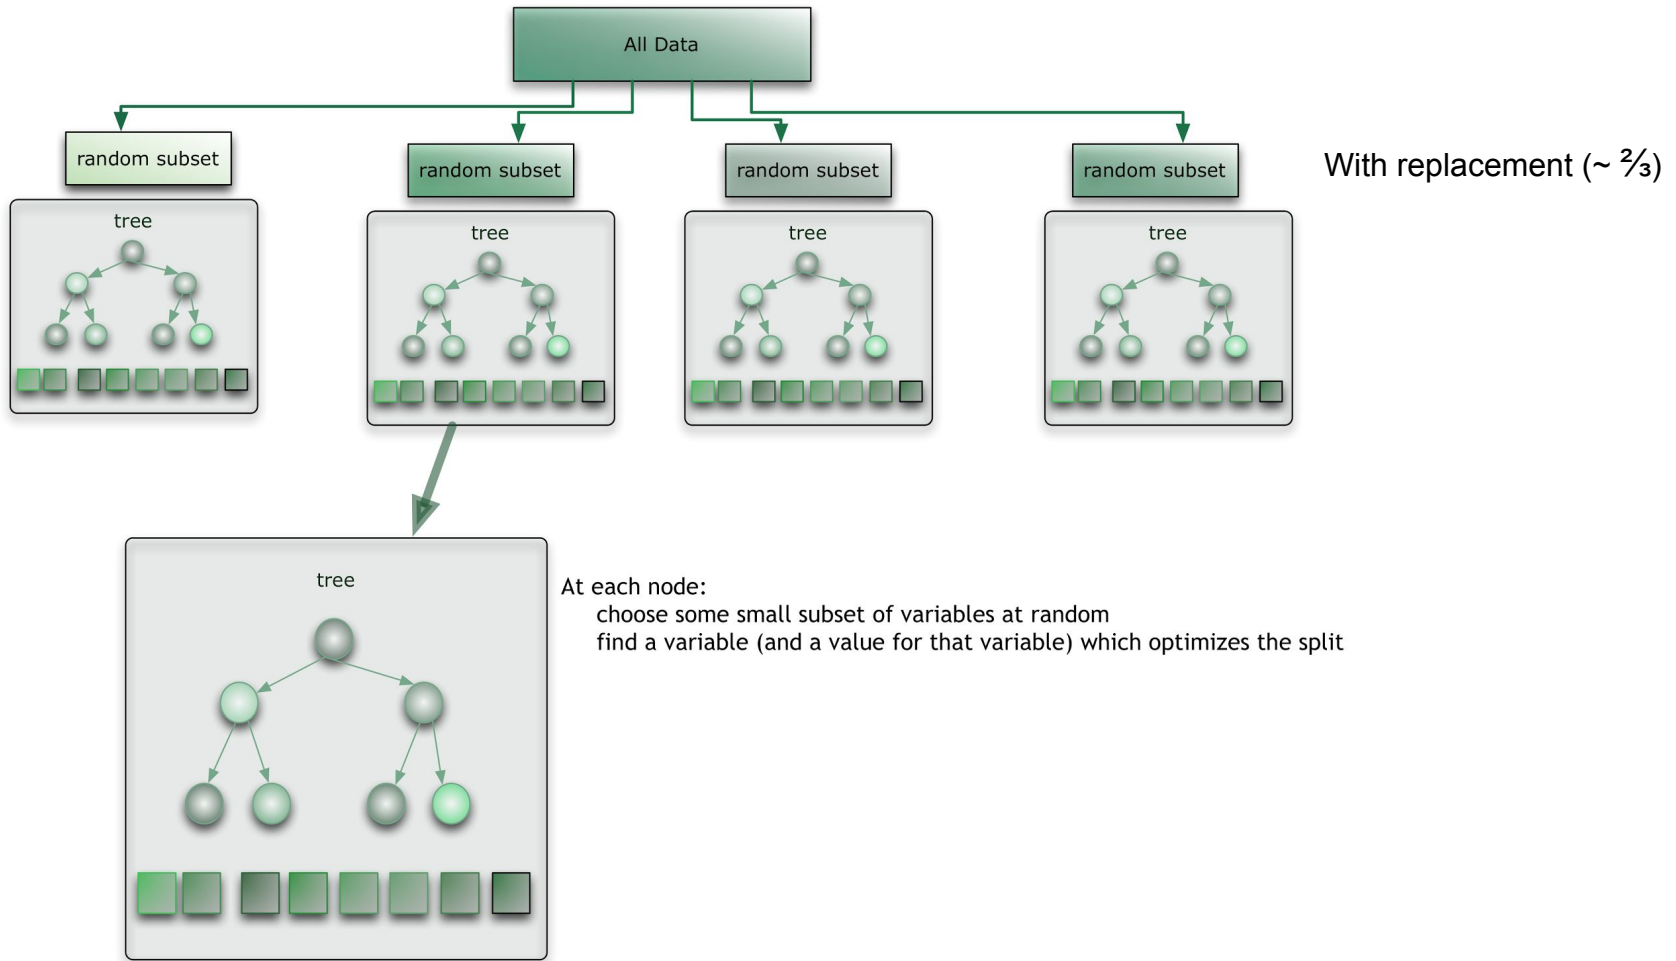 All Data
random subset
random subset
random subset
random subset
With replacement (~ ⅔)
tree
tree
tree
tree
tree
At each node:
choose some small subset of variables at random
find a variable (and a value for that variable) which optimizes the split